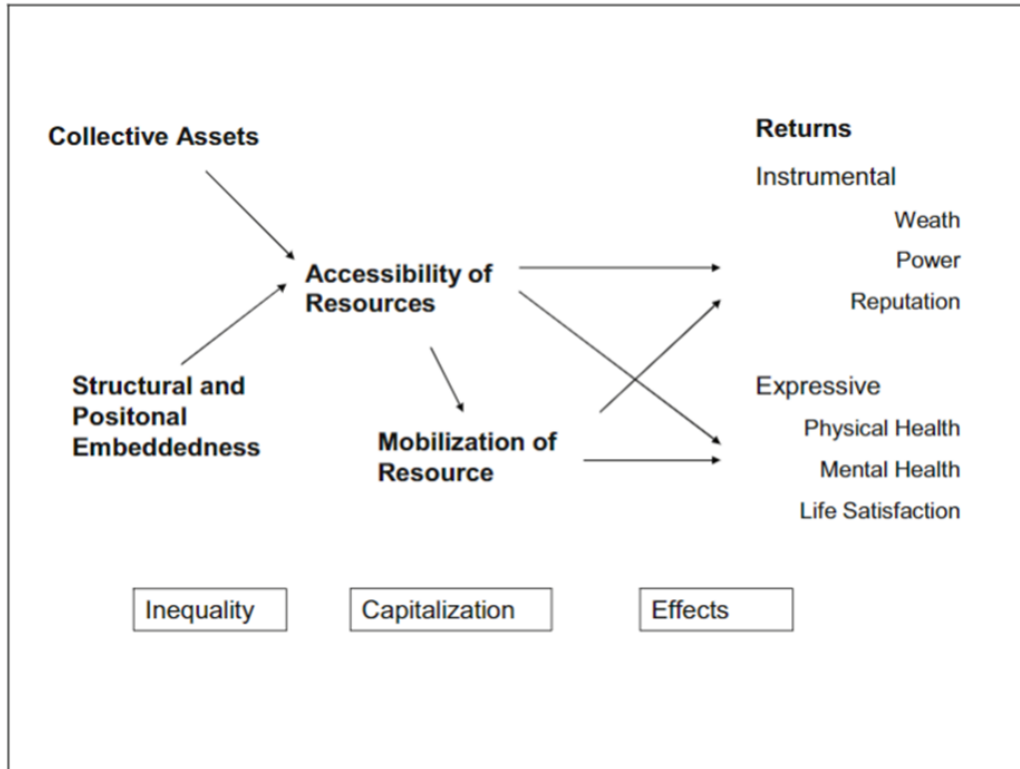 Collective Assets
Structural and
Positonal
Embeddedness
Accessibility of
Resources
Mobilization of
Resource
Returns
Instrumental
Weath
Power
Reputation
Expressive
Physical Health
Mental Health
Life Satisfaction
Inequality
Capitalization
Effects